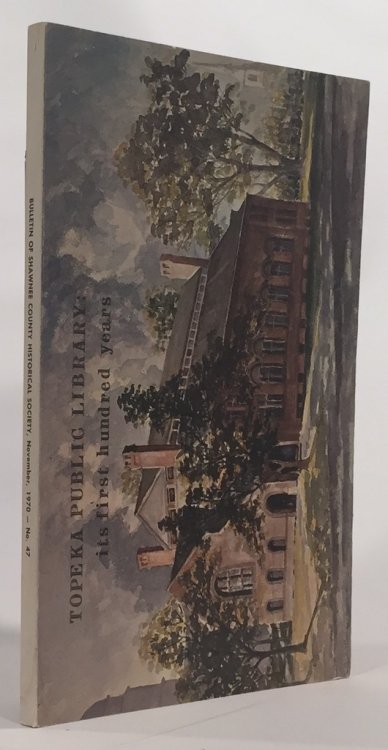 BULLETIN OF SHAWNEE COUNTY HISTORICAL SOCIETY, November, 1970 — No. 47
TOPEKA PUBLIC LIBRARY:
its first hundred years